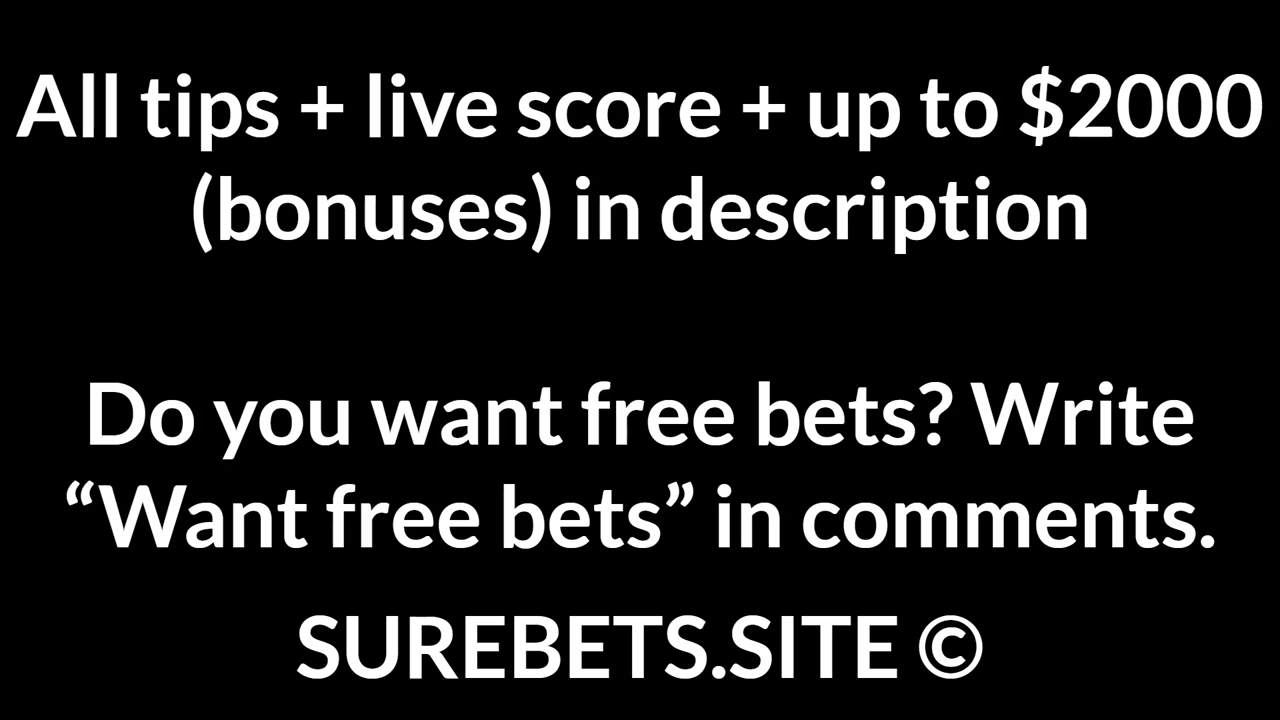 All tips + live score + up to $2000
(bonuses) in description
Do you want free bets? Write
“Want free bets” in comments.
SUREBETS.SITE ©